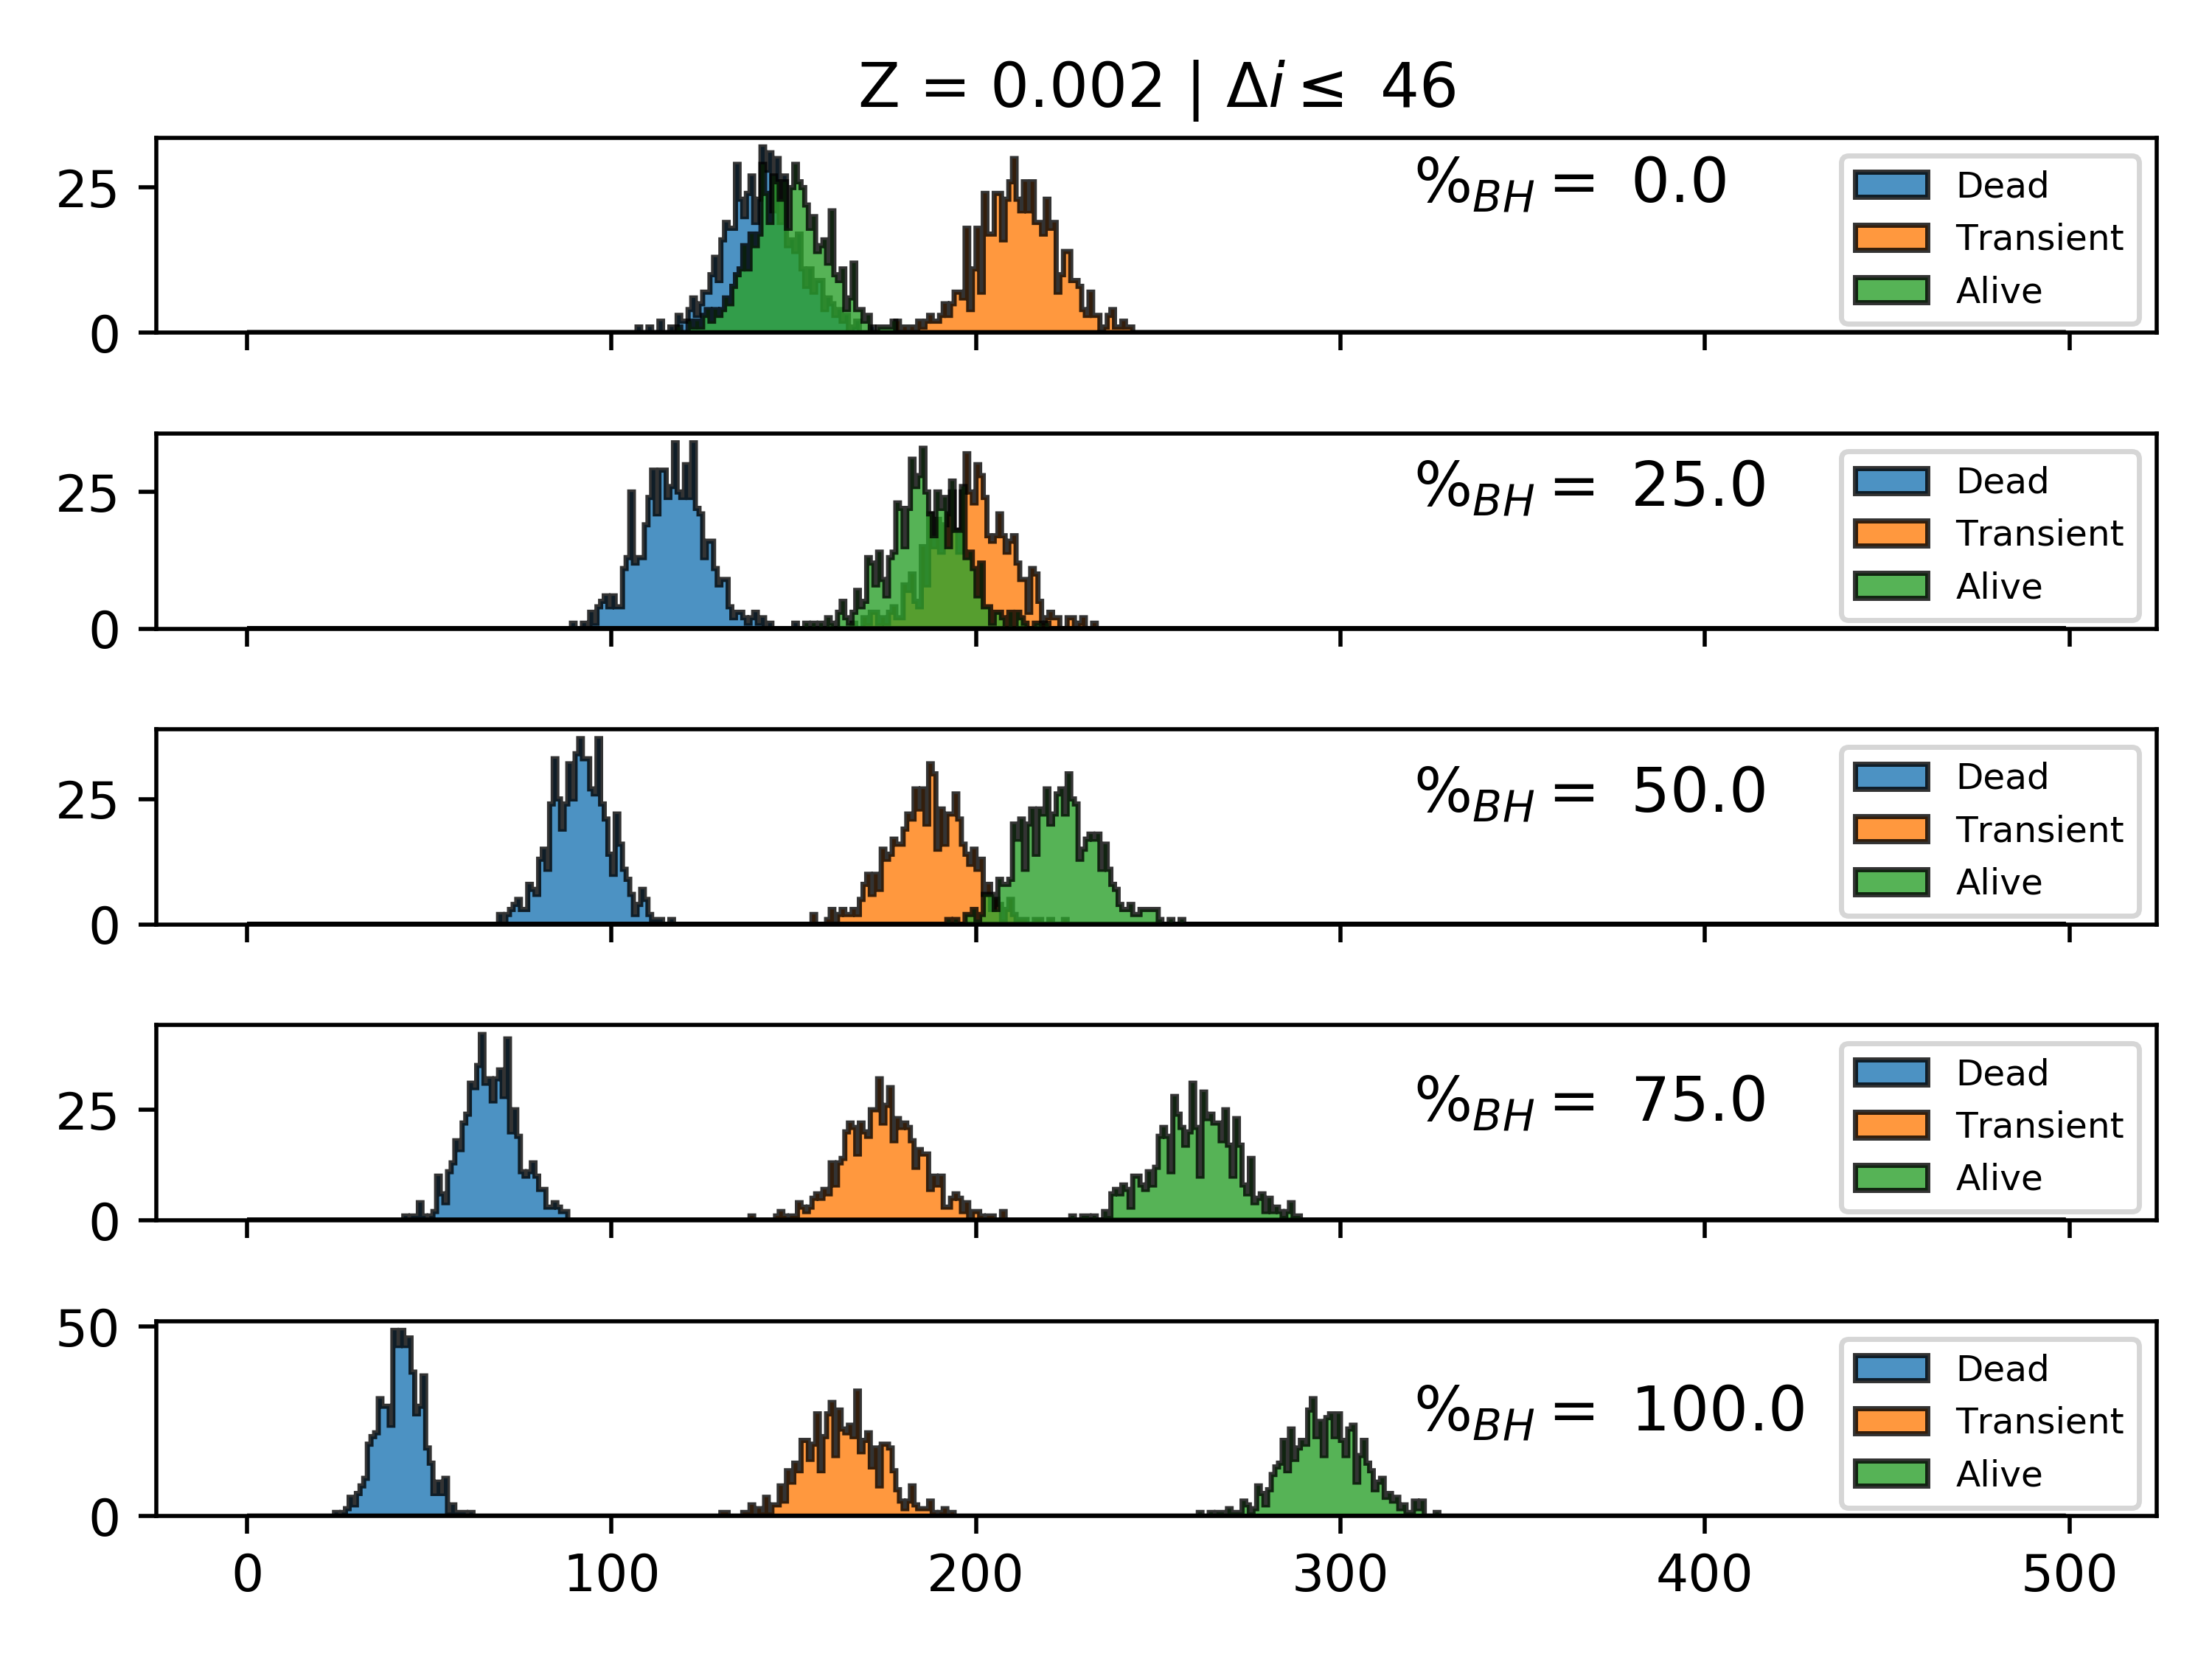 Z = 0.002 | Δi ≤ 46
25
0
%BH = 0.0
Dead
Transient
Alive
25
0
%BH = 25.0
Dead
Transient
Alive
25
0
%BH = 50.0
Dead
Transient
Alive
25
0
%BH = 75.0
Dead
Transient
Alive
50
0
%BH = 100.0
Dead
Transient
Alive
0 100 200 300 400 500